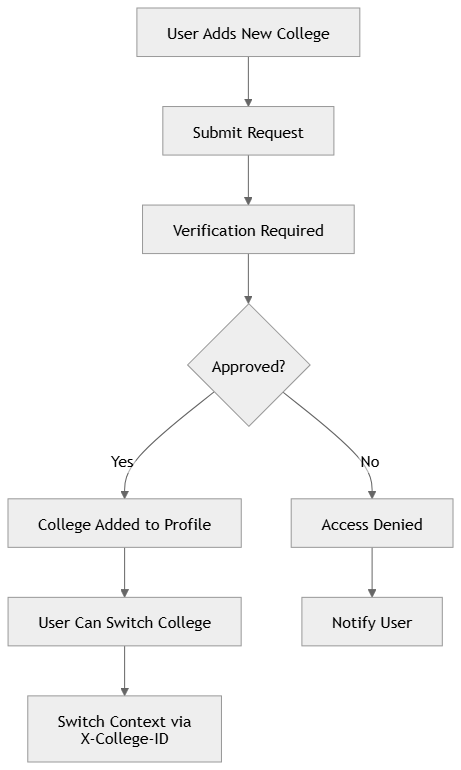 User Adds New College
Submit Request
Verification Required
Approved?
Yes
No
College Added to Profile
Access Denied
User Can Switch College
Notify User
Switch Context via
X-College-ID